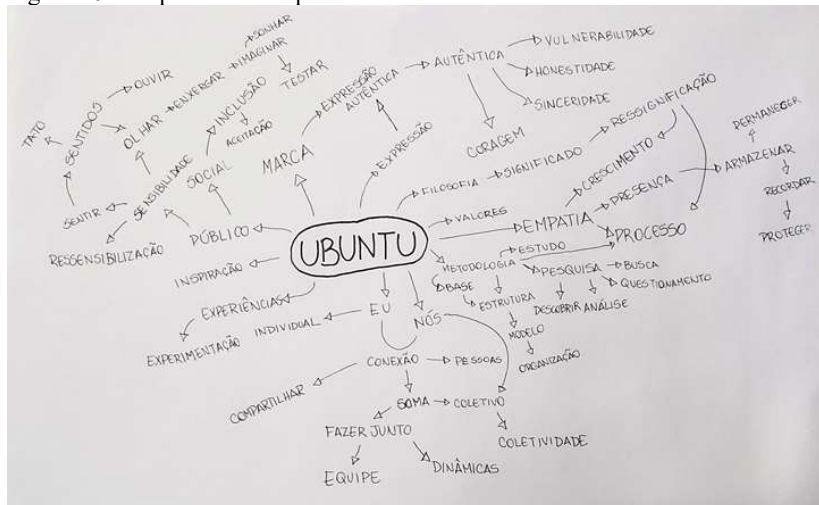 SONHAR
IMAGINAR
ENXERGAR
OLHAR
TESTAR
OUVIR
SENTIDOS
TATO
SENTIR
SENSIBILIDADE
RESSENSIBILIZAÇÃO
INCLUSÃO
ACEITAÇÃO
SOCIAL
PÚBLICO
MARCA
EXPRESSÃO
AUTÊNTICA
EXPRESSÃO
AUTÊNTICA
VULNERABILIDADE
HONESTIDADE
SINCERIDADE
CORAGEM
FILOSOFIA
SIGNIFICADO
RESSIGNIFICAÇÃO
VALORES
EMPATIA
CRESCIMENTO
PRESENÇA
PROCESSO
ARMAZENAR
PERMANECER
RECORDAR
PROTEGER
UBUNTU
INSPIRAÇÃO
EXPERIÊNCIAS
EXPERIMENTAÇÃO
METODOLOGIA
ESTUDO
BASE
ESTRUTURA
MODELO
ORGANIZAÇÃO
PESQUISA
BUSCA
QUESTIONAMENTO
DESCOBRIR
ANÁLISE
EU
NÓS
INDIVIDUAL
CONEXÃO
PESSOAS
COMPARTILHAR
SOMA
COLETIVO
COLETIVIDADE
FAZER JUNTO
EQUIPE
DINÂMICAS